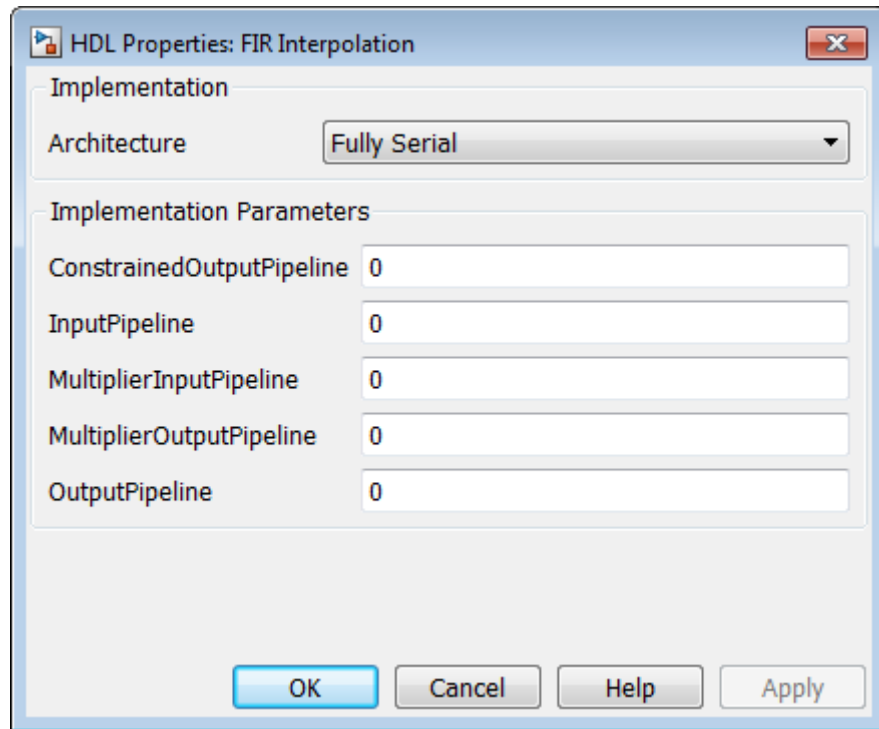 HDL Properties: FIR Interpolation
Implementation
Architecture Fully Serial
Implementation Parameters
ConstrainedOutputPipeline 0
InputPipeline 0
MultiplierInputPipeline 0
MultiplierOutputPipeline 0
OutputPipeline 0
OK Cancel Help Apply